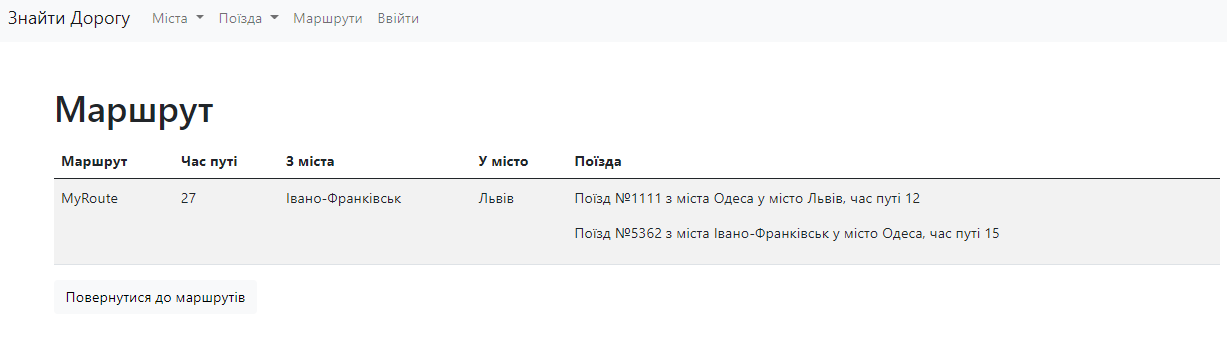 Знайти Дорогу Міста Поїзда Маршрути Ввійти
Маршрут
Маршрут Час путі З міста У місто Поїзда
MyRoute 27 Івано-Франківськ Львів Поїзд №1111 з міста Одеса у місто Львів, час путі 12
Поїзд №5362 з міста Івано-Франківськ у місто Одеса, час путі 15
Повернутися до маршрутів